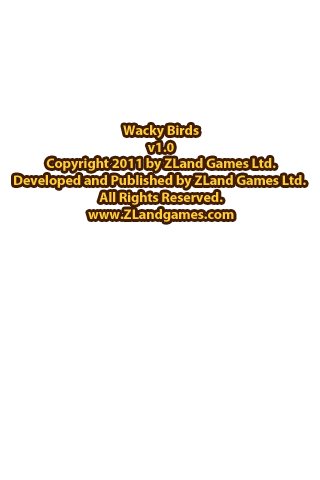 Wacky Birds
v1.0
Copyright 2011 by ZLand Games Ltd.
Developed and Published by ZLand Games Ltd.
All Rights Reserved.
www.ZLandgames.com